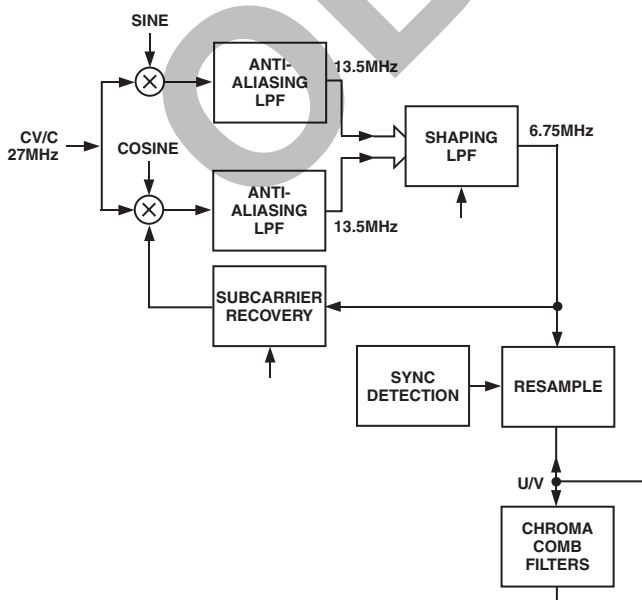 SINE
ANTI-
ALIASING
LPF
13.5MHz
CV/C
27MHz
COSINE
SHAPING
LPF
6.75MHz
ANTI-
ALIASING
LPF
13.5MHz
SUBCARRIER
RECOVERY
SYNC
DETECTION
RESAMPLE
U/V
CHROMA
COMB
FILTERS